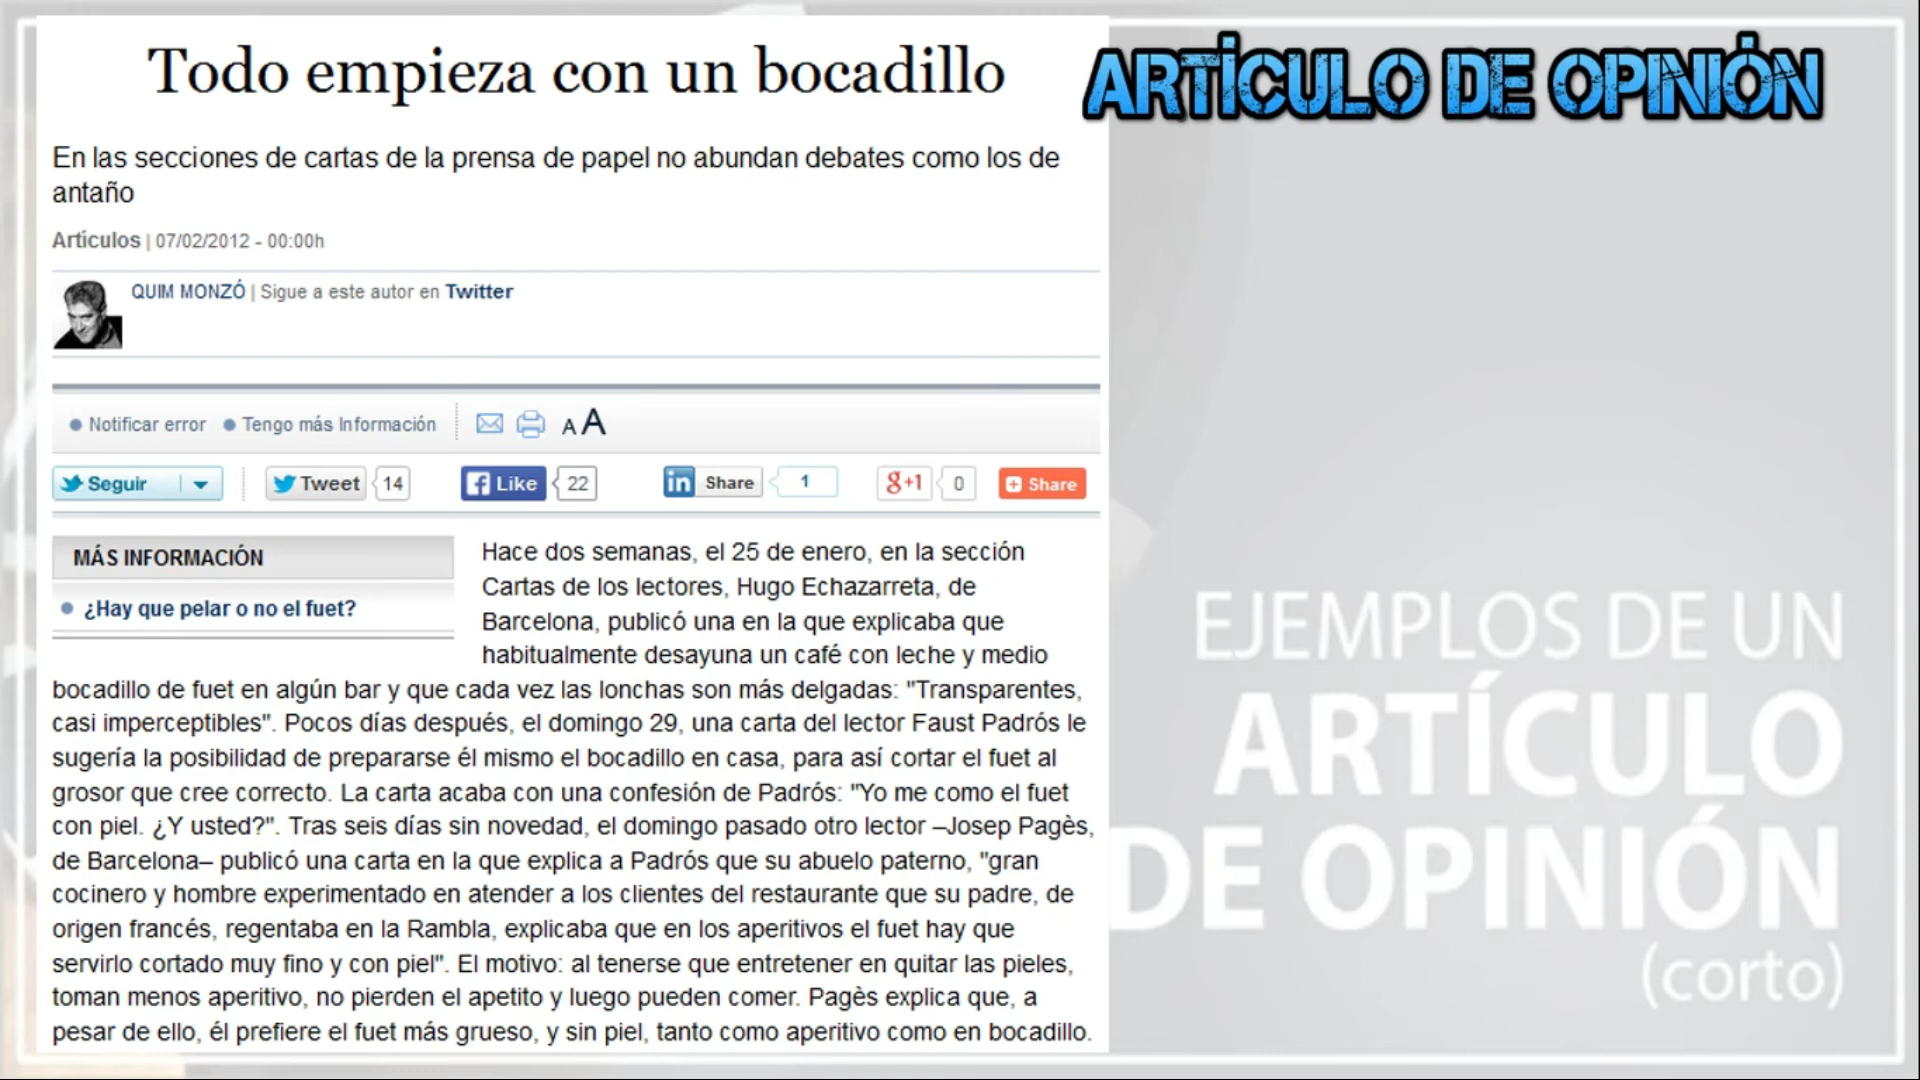 Todo empieza con un bocadillo
ARTÍCULO DE OPINIÓN
En las secciones de cartas de la prensa de papel no abundan debates como los de
antaño
Artículos | 07/02/2012 - 00:00h
QUIM MONZÓ | Sigue a este autor en Twitter
Notificar error Tengo más Información A A
Seguir Tweet 14 Like 22 in Share 1 g+1 0 Share
MÁS INFORMACIÓN
¿Hay que pelar o no el fuet?
Hace dos semanas, el 25 de enero, en la sección
Cartas de los lectores, Hugo Echazarreta, de
Barcelona, publicó una en la que explicaba que
habitualmente desayuna un café con leche y medio
bocadillo de fuet en algún bar y que cada vez las lonchas son más delgadas: "Transparentes,
casi imperceptibles". Pocos días después, el domingo 29, una carta del lector Faust Padrós le
sugería la posibilidad de prepararse él mismo el bocadillo en casa, para así cortar el fuet al
grosor que cree correcto. La carta acaba con una confesión de Padrós: "Yo me como el fuet
con piel. ¿Y usted?". Tras seis días sin novedad, el domingo pasado otro lector –Josep Pagès,
de Barcelona– publicó una carta en la que explica a Padrós que su abuelo paterno, "gran
cocinero y hombre experimentado en atender a los clientes del restaurante que su padre, de
origen francés, regentaba en la Rambla, explicaba que en los aperitivos el fuet hay que
servirlo cortado muy fino y con piel". El motivo: al tenerse que entretener en quitar las pieles,
toman menos aperitivo, no pierden el apetito y luego pueden comer. Pagès explica que, a
pesar de ello, él prefiere el fuet más grueso, y sin piel, tanto como aperitivo como en bocadillo.
EJEMPLOS DE UN
ARTÍCULO
DE OPINIÓN
(corto)